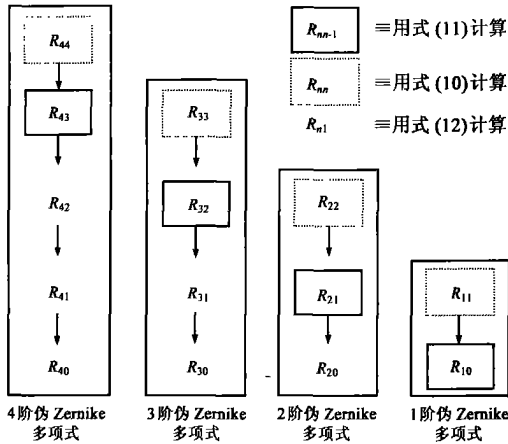 R44
R43
R42
R41
R40
4阶伪 Zernike
多项式
R33
R32
R31
R30
3阶伪 Zernike
多项式
R22
R21
R20
2阶伪 Zernike
多项式
R11
R10
1阶伪 Zernike
多项式
Rnn-1 ≡用式 (11) 计算
Rnn ≡用式 (10) 计算
Rn1 ≡用式 (12) 计算